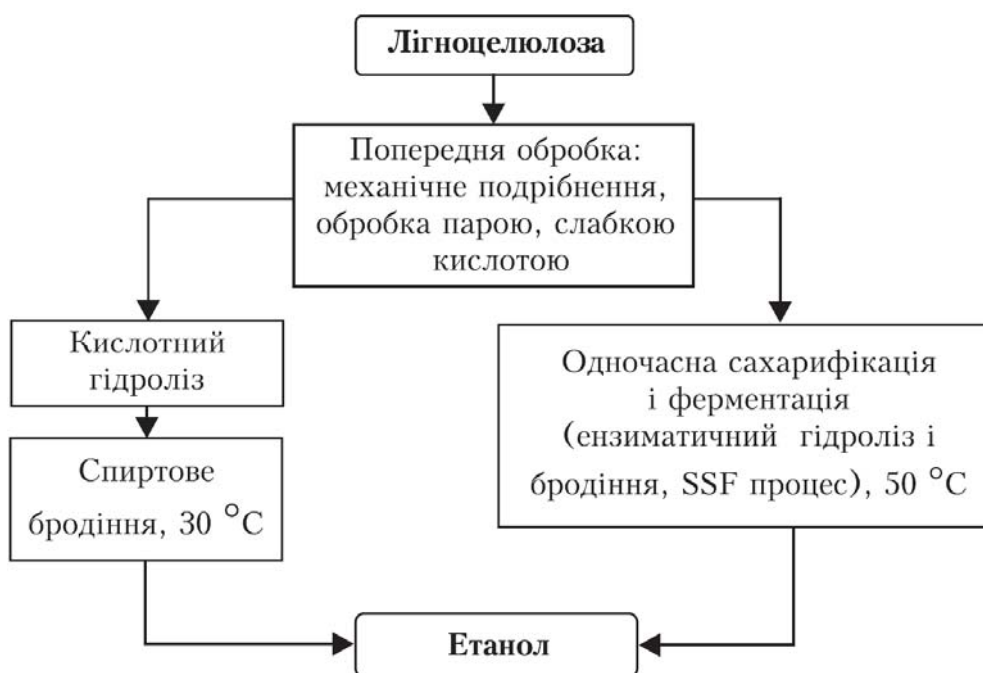 Лігноцелюлоза
Попередня обробка:
механічне подрібнення,
обробка парою, слабкою
кислотою
Кислотний
гідроліз
Спиртове
бродіння, 30 °C
Одночасна сахарифікація
і ферментація
(ензиматичний гідроліз і
бродіння, SSF процес), 50 °C
Етанол